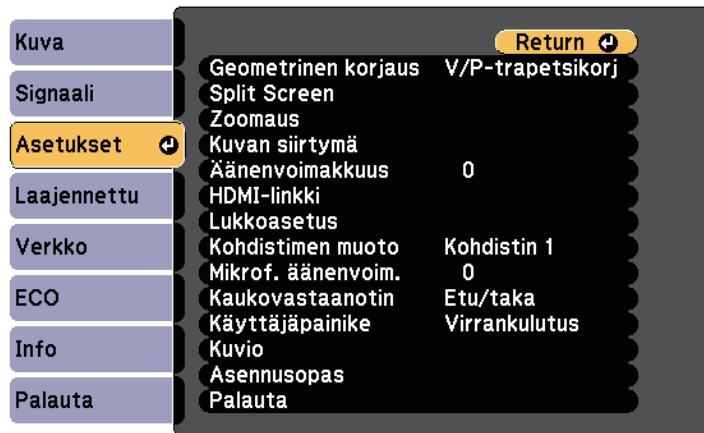 Kuva
Signaali
Asetukset
Laajennettu
Verkko
ECO
Info
Palauta
Return
Geometrinen korjaus V/P-trapetsikorj
Split Screen
Zoomaus
Kuvan siirtymä
Äänenvoimakkuus 0
HDMI-linkki
Lukkoasetus
Kohdistimen muoto Kohdistin 1
Mikrof. äänenvoim. 0
Kaukovastaanotin Etu/taka
Käyttäjäpainike Virrankulutus
Kuvio
Asennusopas
Palauta